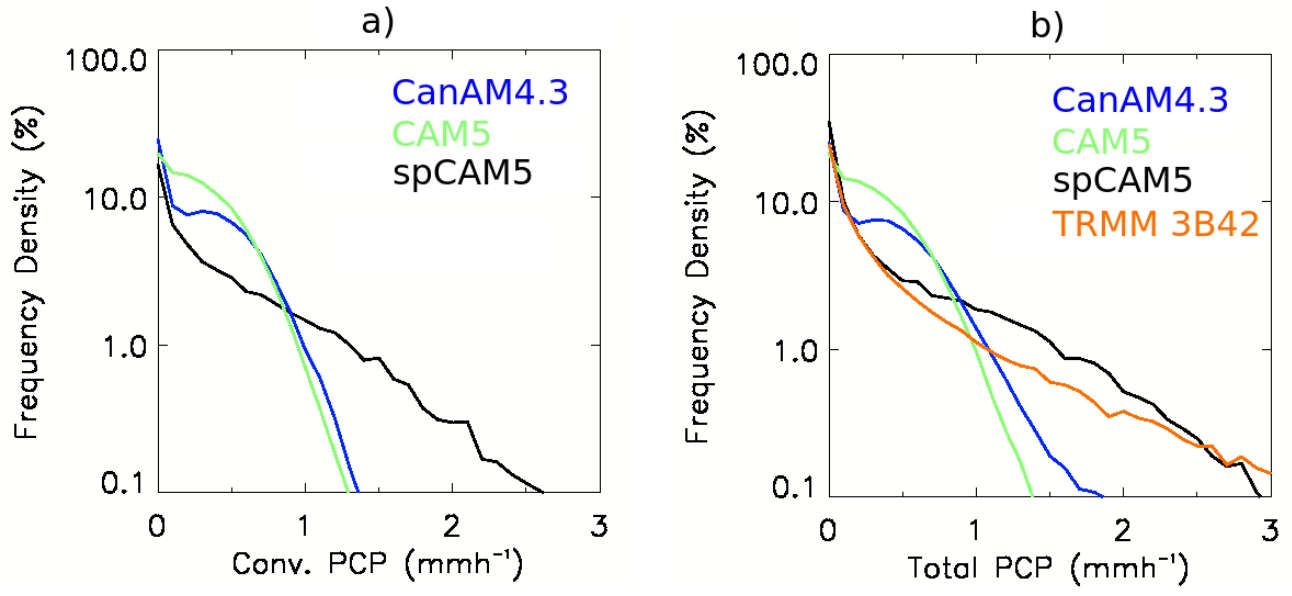 a)
100.0
10.0
1.0
0.1
Frequency Density (%)
CanAM4.3
CAM5
spCAM5
0 1 2 3
Conv. PCP (mmh⁻¹)
b)
100.0
10.0
1.0
0.1
Frequency Density (%)
CanAM4.3
CAM5
spCAM5
TRMM 3B42
0 1 2 3
Total PCP (mmh⁻¹)